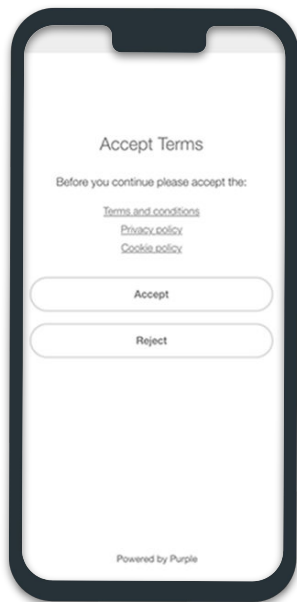 Accept Terms
Before you continue please accept the:
Terms and conditions
Privacy policy
Cookie policy
Accept
Reject
Powered by Purple